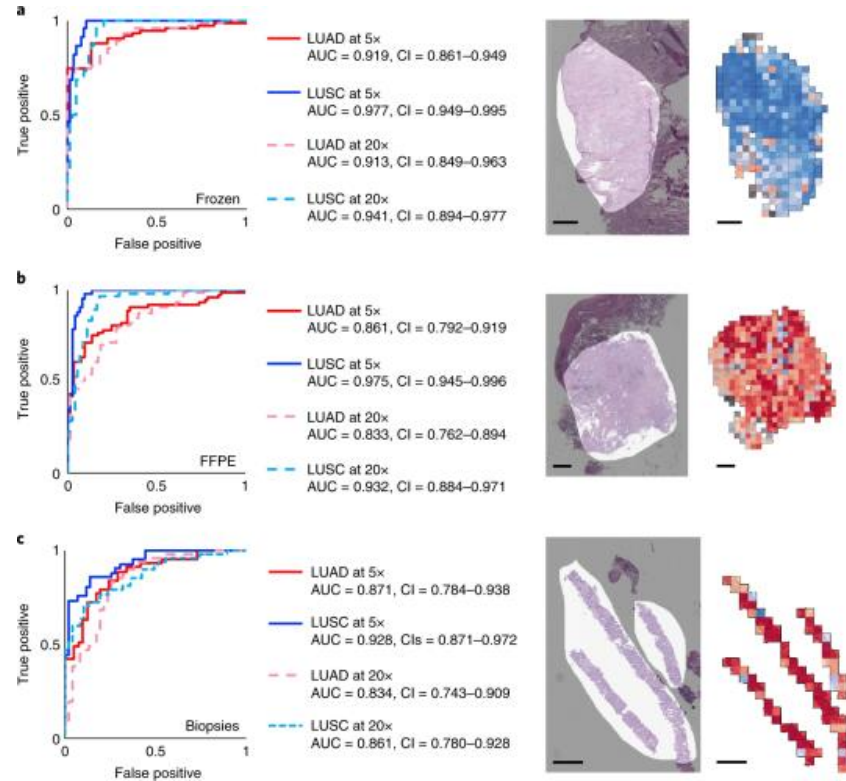 a
1
0.5
0
0
0.5
1
True positive
False positive
Frozen
LUAD at 5×
AUC = 0.919, CI = 0.861–0.949
LUSC at 5×
AUC = 0.977, CI = 0.949–0.995
LUAD at 20×
AUC = 0.913, CI = 0.849–0.963
LUSC at 20×
AUC = 0.941, CI = 0.894–0.977
b
1
0.5
0
0
0.5
1
True positive
False positive
FFPE
LUAD at 5×
AUC = 0.861, CI = 0.792–0.919
LUSC at 5×
AUC = 0.975, CI = 0.945–0.996
LUAD at 20×
AUC = 0.833, CI = 0.762–0.894
LUSC at 20×
AUC = 0.932, CI = 0.884–0.971
c
1
0.5
0
0
0.5
1
True positive
False positive
Biopsies
LUAD at 5×
AUC = 0.871, CI = 0.784–0.938
LUSC at 5×
AUC = 0.928, CIs = 0.871–0.972
LUAD at 20×
AUC = 0.834, CI = 0.743–0.909
LUSC at 20×
AUC = 0.861, CI = 0.780–0.928